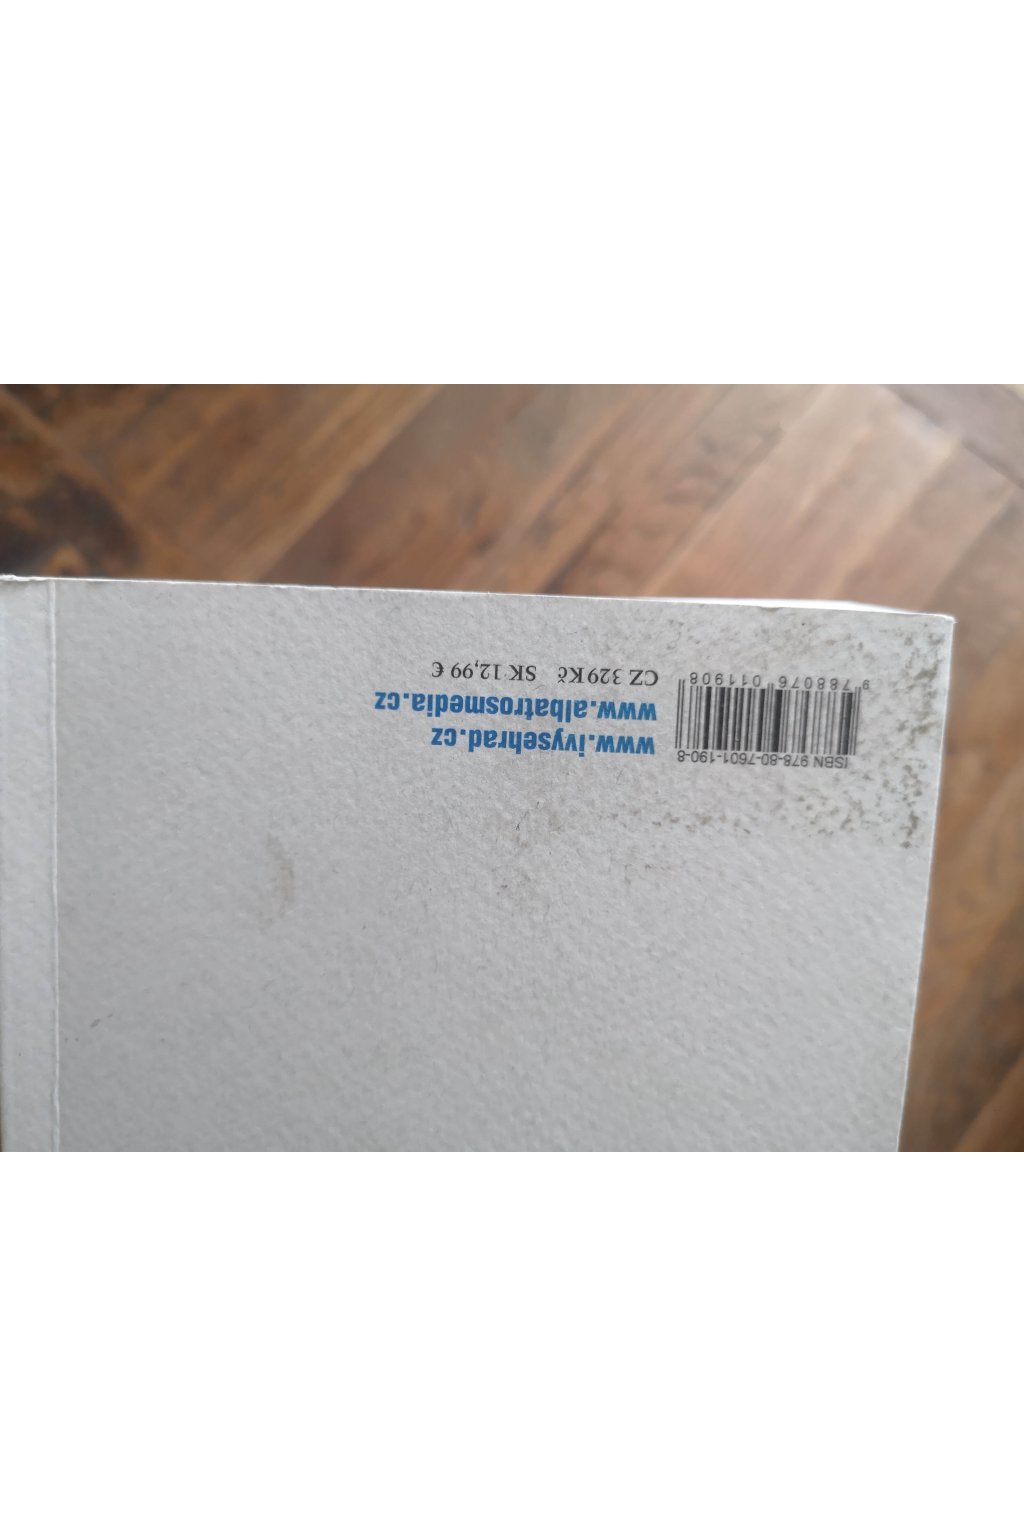 ISBN 978-80-7601-190-8
9 788076 011908
www.ivysehrad.cz
www.albatrosmedia.cz
CZ 329 Kč SK 12,99 €